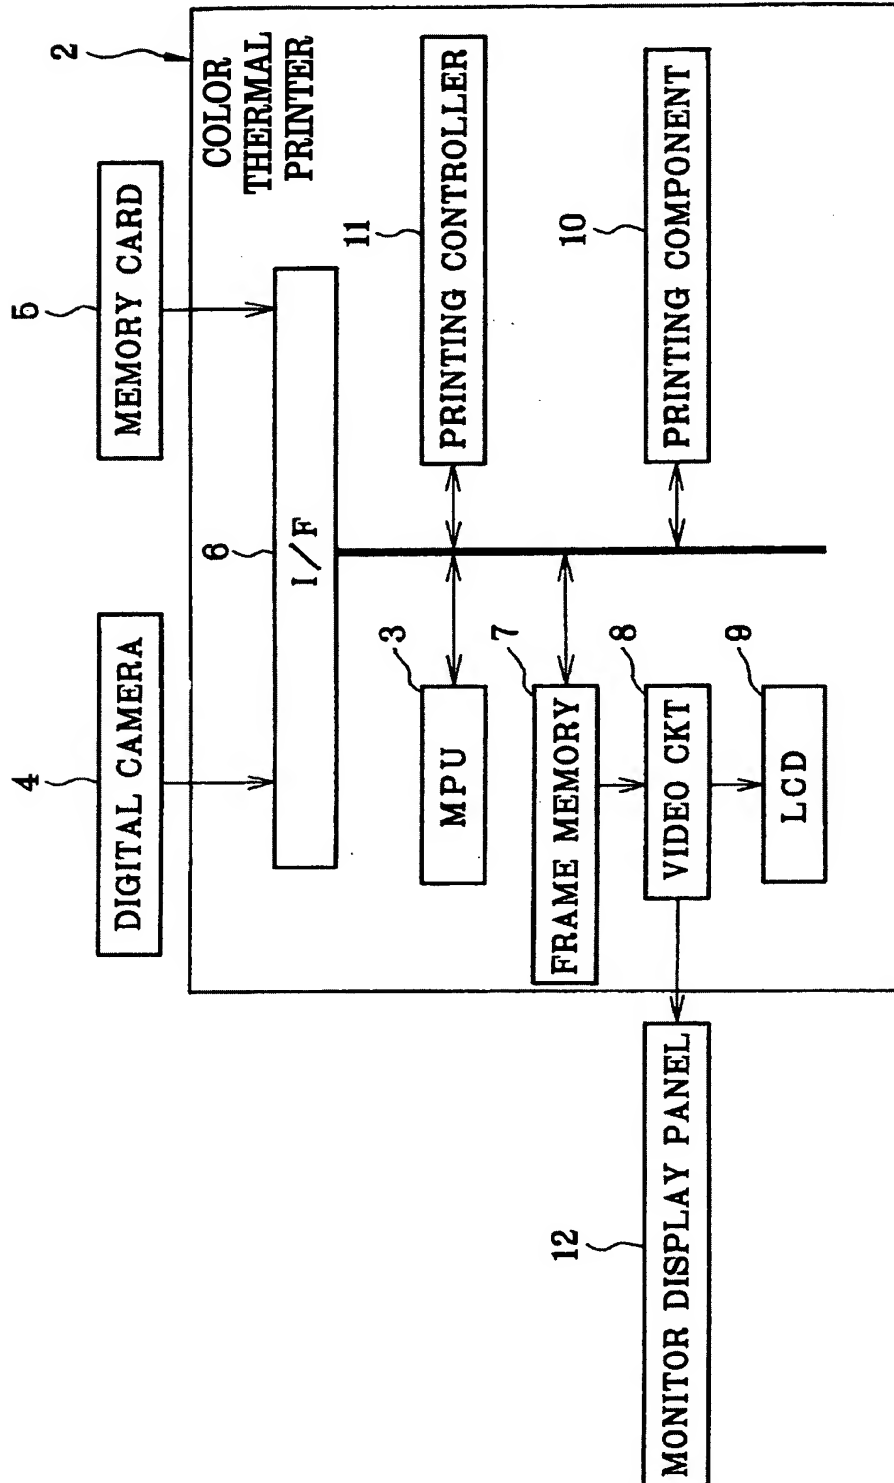 2
COLOR
THERMAL
PRINTER
5
MEMORY CARD
4
DIGITAL CAMERA
6
I/F
11
PRINTING CONTROLLER
3
MPU
10
PRINTING COMPONENT
7
FRAME MEMORY
8
VIDEO CKT
9
LCD
12
MONITOR DISPLAY PANEL